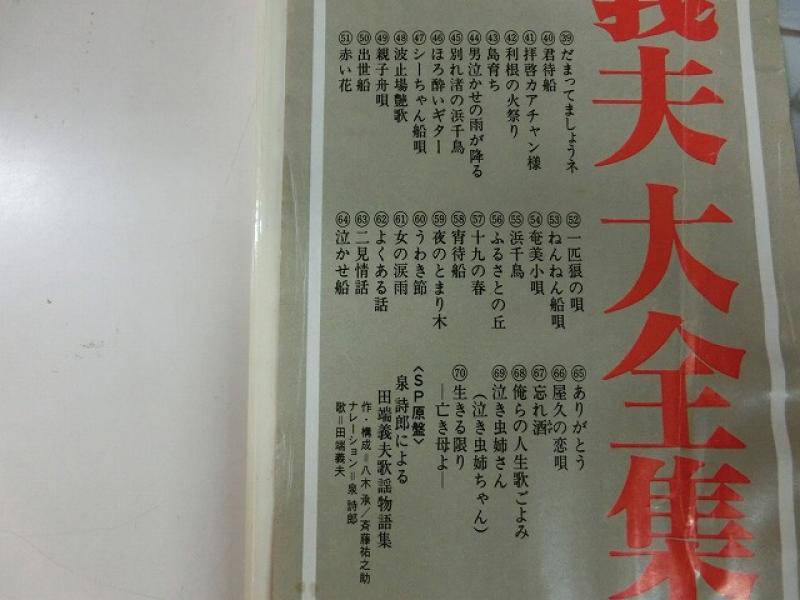 義夫大全集
㊴だまってましょうネ
㊵君待船
㊶拝啓カアチャン様
㊷利根の火祭り
㊸島育ち
㊹男泣かせの雨が降る
㊺別れ渚の浜千鳥
㊻ほろ酔いギター
㊼シーちゃん船唄
㊽波止場艶歌
㊾親子舟唄
㊿出世船
51赤い花
52一匹狼の唄
53ねんねん船唄
54奄美小唄
55浜千鳥
56ふるさとの丘
57十九の春
58宵待船
59夜のとまり木
60うわき節
61女の涙雨
62よくある話
63二見情話
64泣かせ船
65ありがとう
66屋久の恋唄
67忘れ酒
68俺らの人生歌ごよみ
69泣き虫姉さん
(泣き虫姉ちゃん)
70生きる限り
―亡き母よ―
〈SP原盤〉
泉詩郎による
田端義夫歌謡物語集
作・構成=八木承/斉藤祐之助
ナレーション=泉詩郎
歌=田端義夫